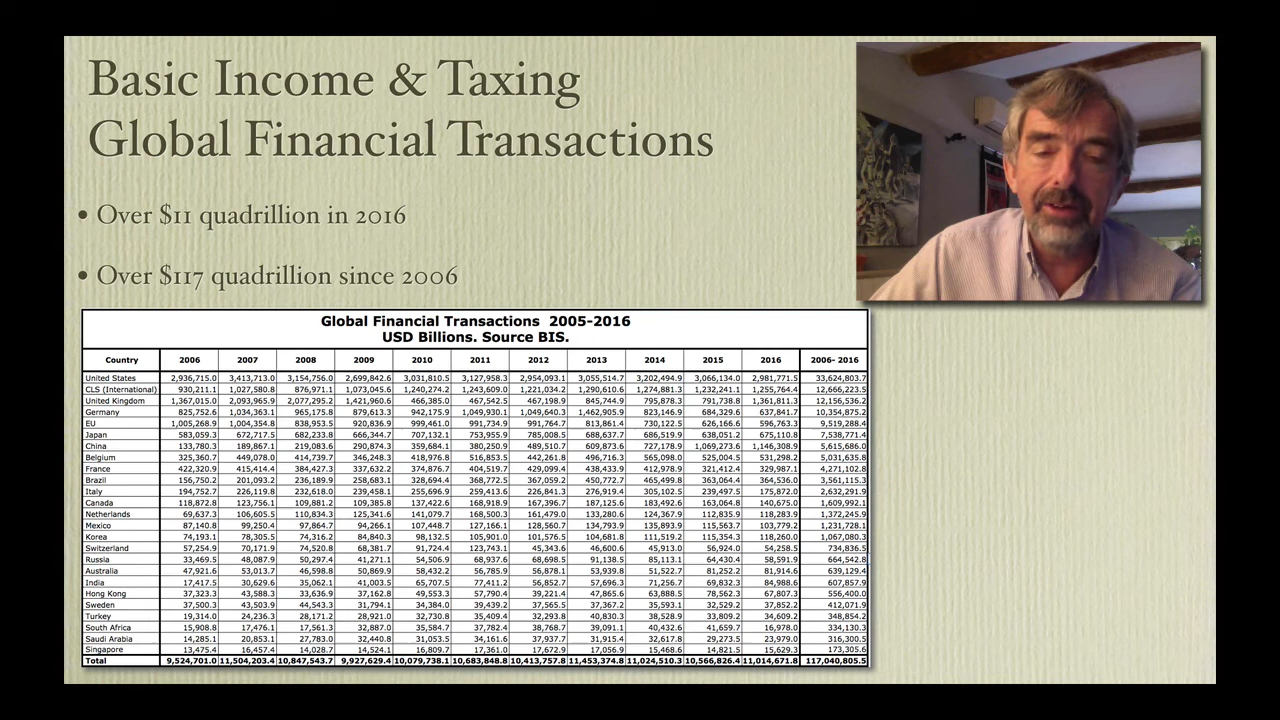 Basic Income & Taxing
Global Financial Transactions
• Over $11 quadrillion in 2016
• Over $117 quadrillion since 2006
Global Financial Transactions 2005-2016
USD Billions. Source BIS.
Country 2006 2007 2008 2009 2010 2011 2012 2013 2014 2015 2016 2006- 2016
United States 2,936,715.0 3,413,713.0 3,154,756.0 2,699,842.6 3,031,810.5 3,127,958.3 2,954,093.1 3,055,514.7 3,202,494.9 3,066,134.0 2,981,771.5 33,624,803.7
CLS (International) 930,211.1 1,027,580.8 876,971.1 1,073,045.6 1,240,274.2 1,243,609.0 1,221,034.2 1,290,610.6 1,274,881.3 1,232,241.1 1,255,764.4 12,666,223.5
United Kingdom 1,367,015.0 2,093,965.9 2,077,295.2 1,421,960.6 466,385.0 467,542.5 467,198.9 845,744.9 795,878.3 791,738.8 1,361,811.3 12,156,536.2
Germany 825,752.6 1,034,363.1 965,175.8 879,613.3 942,175.9 1,049,930.1 1,049,640.3 1,462,905.9 823,146.9 684,329.6 637,841.7 10,354,875.2
EU 1,005,268.9 1,004,354.8 838,953.5 920,836.9 999,461.0 991,734.9 991,764.7 813,861.4 730,122.5 626,166.6 596,763.3 9,519,288.4
Japan 583,059.3 672,717.5 682,233.8 666,344.7 707,132.1 753,955.9 785,008.5 688,637.7 686,519.9 638,051.2 675,110.8 7,538,771.4
China 133,780.3 189,867.1 219,083.6 290,874.3 359,684.1 380,250.9 489,510.7 609,873.6 727,178.9 1,069,273.6 1,146,308.9 5,615,686.0
Belgium 325,360.7 449,078.0 414,739.7 346,248.3 418,976.8 516,853.5 442,261.8 496,716.3 565,098.0 525,004.5 531,298.2 5,031,635.8
France 422,320.9 415,414.4 384,427.3 337,632.2 374,876.7 404,519.7 429,099.4 438,433.9 412,978.9 321,412.4 329,987.1 4,271,102.8
Brazil 156,750.2 201,093.2 236,189.9 258,683.1 328,694.4 368,772.5 367,059.2 450,772.7 465,499.8 363,064.4 364,536.0 3,561,115.3
Italy 194,752.7 226,119.8 232,618.0 239,458.1 255,696.9 259,413.6 226,841.3 276,919.4 305,102.5 239,497.5 175,872.0 2,632,291.9
Canada 118,872.8 123,756.1 109,881.2 109,385.8 137,422.6 168,918.9 167,396.7 187,125.6 183,492.6 163,064.8 140,675.0 1,609,992.1
Netherlands 69,637.3 106,605.5 110,834.3 125,341.6 141,079.7 168,500.3 161,479.0 133,280.6 124,367.9 112,835.9 118,283.9 1,372,245.9
Mexico 87,140.8 99,250.4 97,864.7 94,266.1 107,448.7 127,166.1 128,560.7 134,793.9 135,893.9 115,563.7 103,779.2 1,231,728.1
Korea 74,193.1 78,305.5 74,316.2 84,840.3 98,132.5 105,901.0 101,576.5 104,681.8 111,519.2 115,354.3 118,260.0 1,067,080.3
Switzerland 57,254.9 70,171.9 74,520.8 68,381.7 91,724.4 123,743.1 45,343.6 46,600.6 45,913.0 56,924.0 54,258.5 734,836.5
Russia 33,469.5 48,087.9 50,297.4 41,271.1 54,506.9 68,937.6 68,698.5 91,138.5 85,113.1 64,430.4 58,591.9 664,542.8
Australia 47,921.6 53,013.7 46,598.8 50,869.9 58,432.2 56,785.9 56,878.1 53,939.8 51,522.7 81,252.2 81,914.6 639,129.4
India 17,417.5 30,629.6 35,062.1 41,003.5 65,707.5 77,411.2 56,852.7 57,696.3 71,256.7 69,832.3 84,988.6 607,857.9
Hong Kong 37,323.3 43,588.3 33,636.9 37,162.8 49,553.3 57,790.4 39,221.4 47,865.6 63,888.5 78,562.3 67,807.3 556,400.0
Sweden 37,500.3 43,503.9 44,543.3 31,794.1 34,384.0 39,439.2 37,565.5 37,367.2 35,593.1 32,529.2 37,852.2 412,071.9
Turkey 19,314.0 24,236.3 28,171.2 28,921.0 32,730.8 35,409.4 32,293.8 40,830.3 38,528.9 33,809.2 34,609.2 348,854.2
South Africa 15,908.8 17,476.1 17,561.3 32,887.0 35,584.7 37,782.4 38,768.7 39,091.1 40,432.6 41,659.7 16,978.0 334,130.3
Saudi Arabia 14,285.1 20,853.1 27,783.0 32,440.8 31,053.5 34,161.6 37,937.7 31,915.4 32,617.8 29,273.5 23,979.0 316,300.5
Singapore 13,475.4 16,457.4 14,028.7 14,524.1 16,809.7 17,361.0 17,672.9 17,056.9 15,468.6 14,821.5 15,629.3 173,305.6
Total 9,524,701.0 11,504,203.4 10,847,543.7 9,927,629.4 10,079,738.1 10,683,848.8 10,413,757.8 11,453,374.8 11,024,510.3 10,566,826.4 11,014,671.8 117,040,805.5